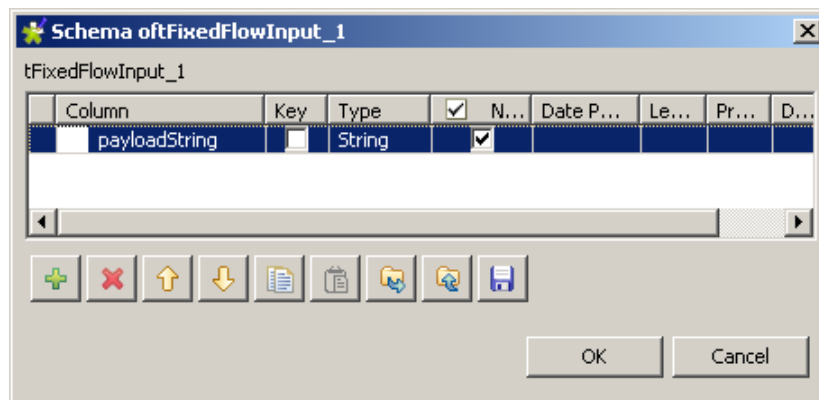 Schema oftFixedFlowInput_1
tFixedFlowInput_1
Column Key Type N... Date P... Le... Pr... D...
payloadString String
OK Cancel